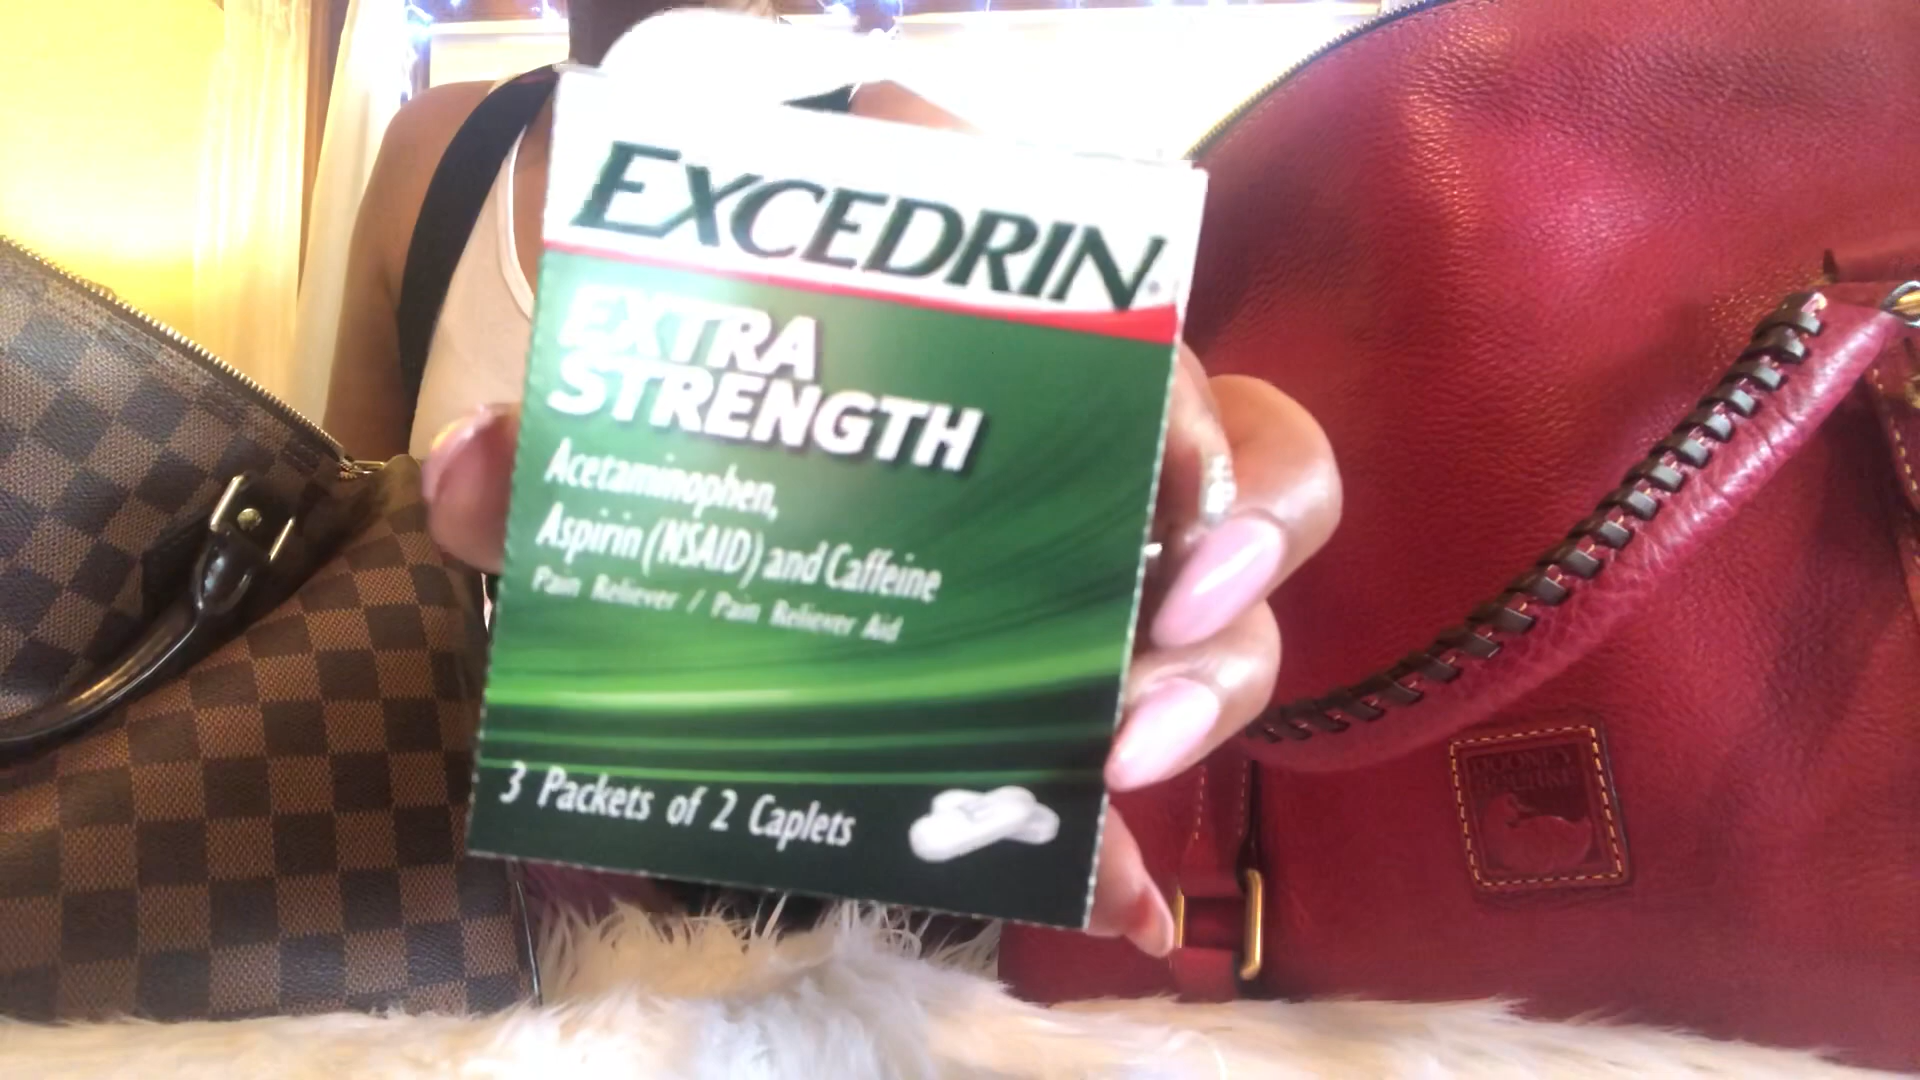 EXCEDRIN
EXTRA
STRENGTH
Acetaminophen,
Aspirin (NSAID) and Caffeine
Pain Reliever / Pain Reliever Aid
3 Packets of 2 Caplets